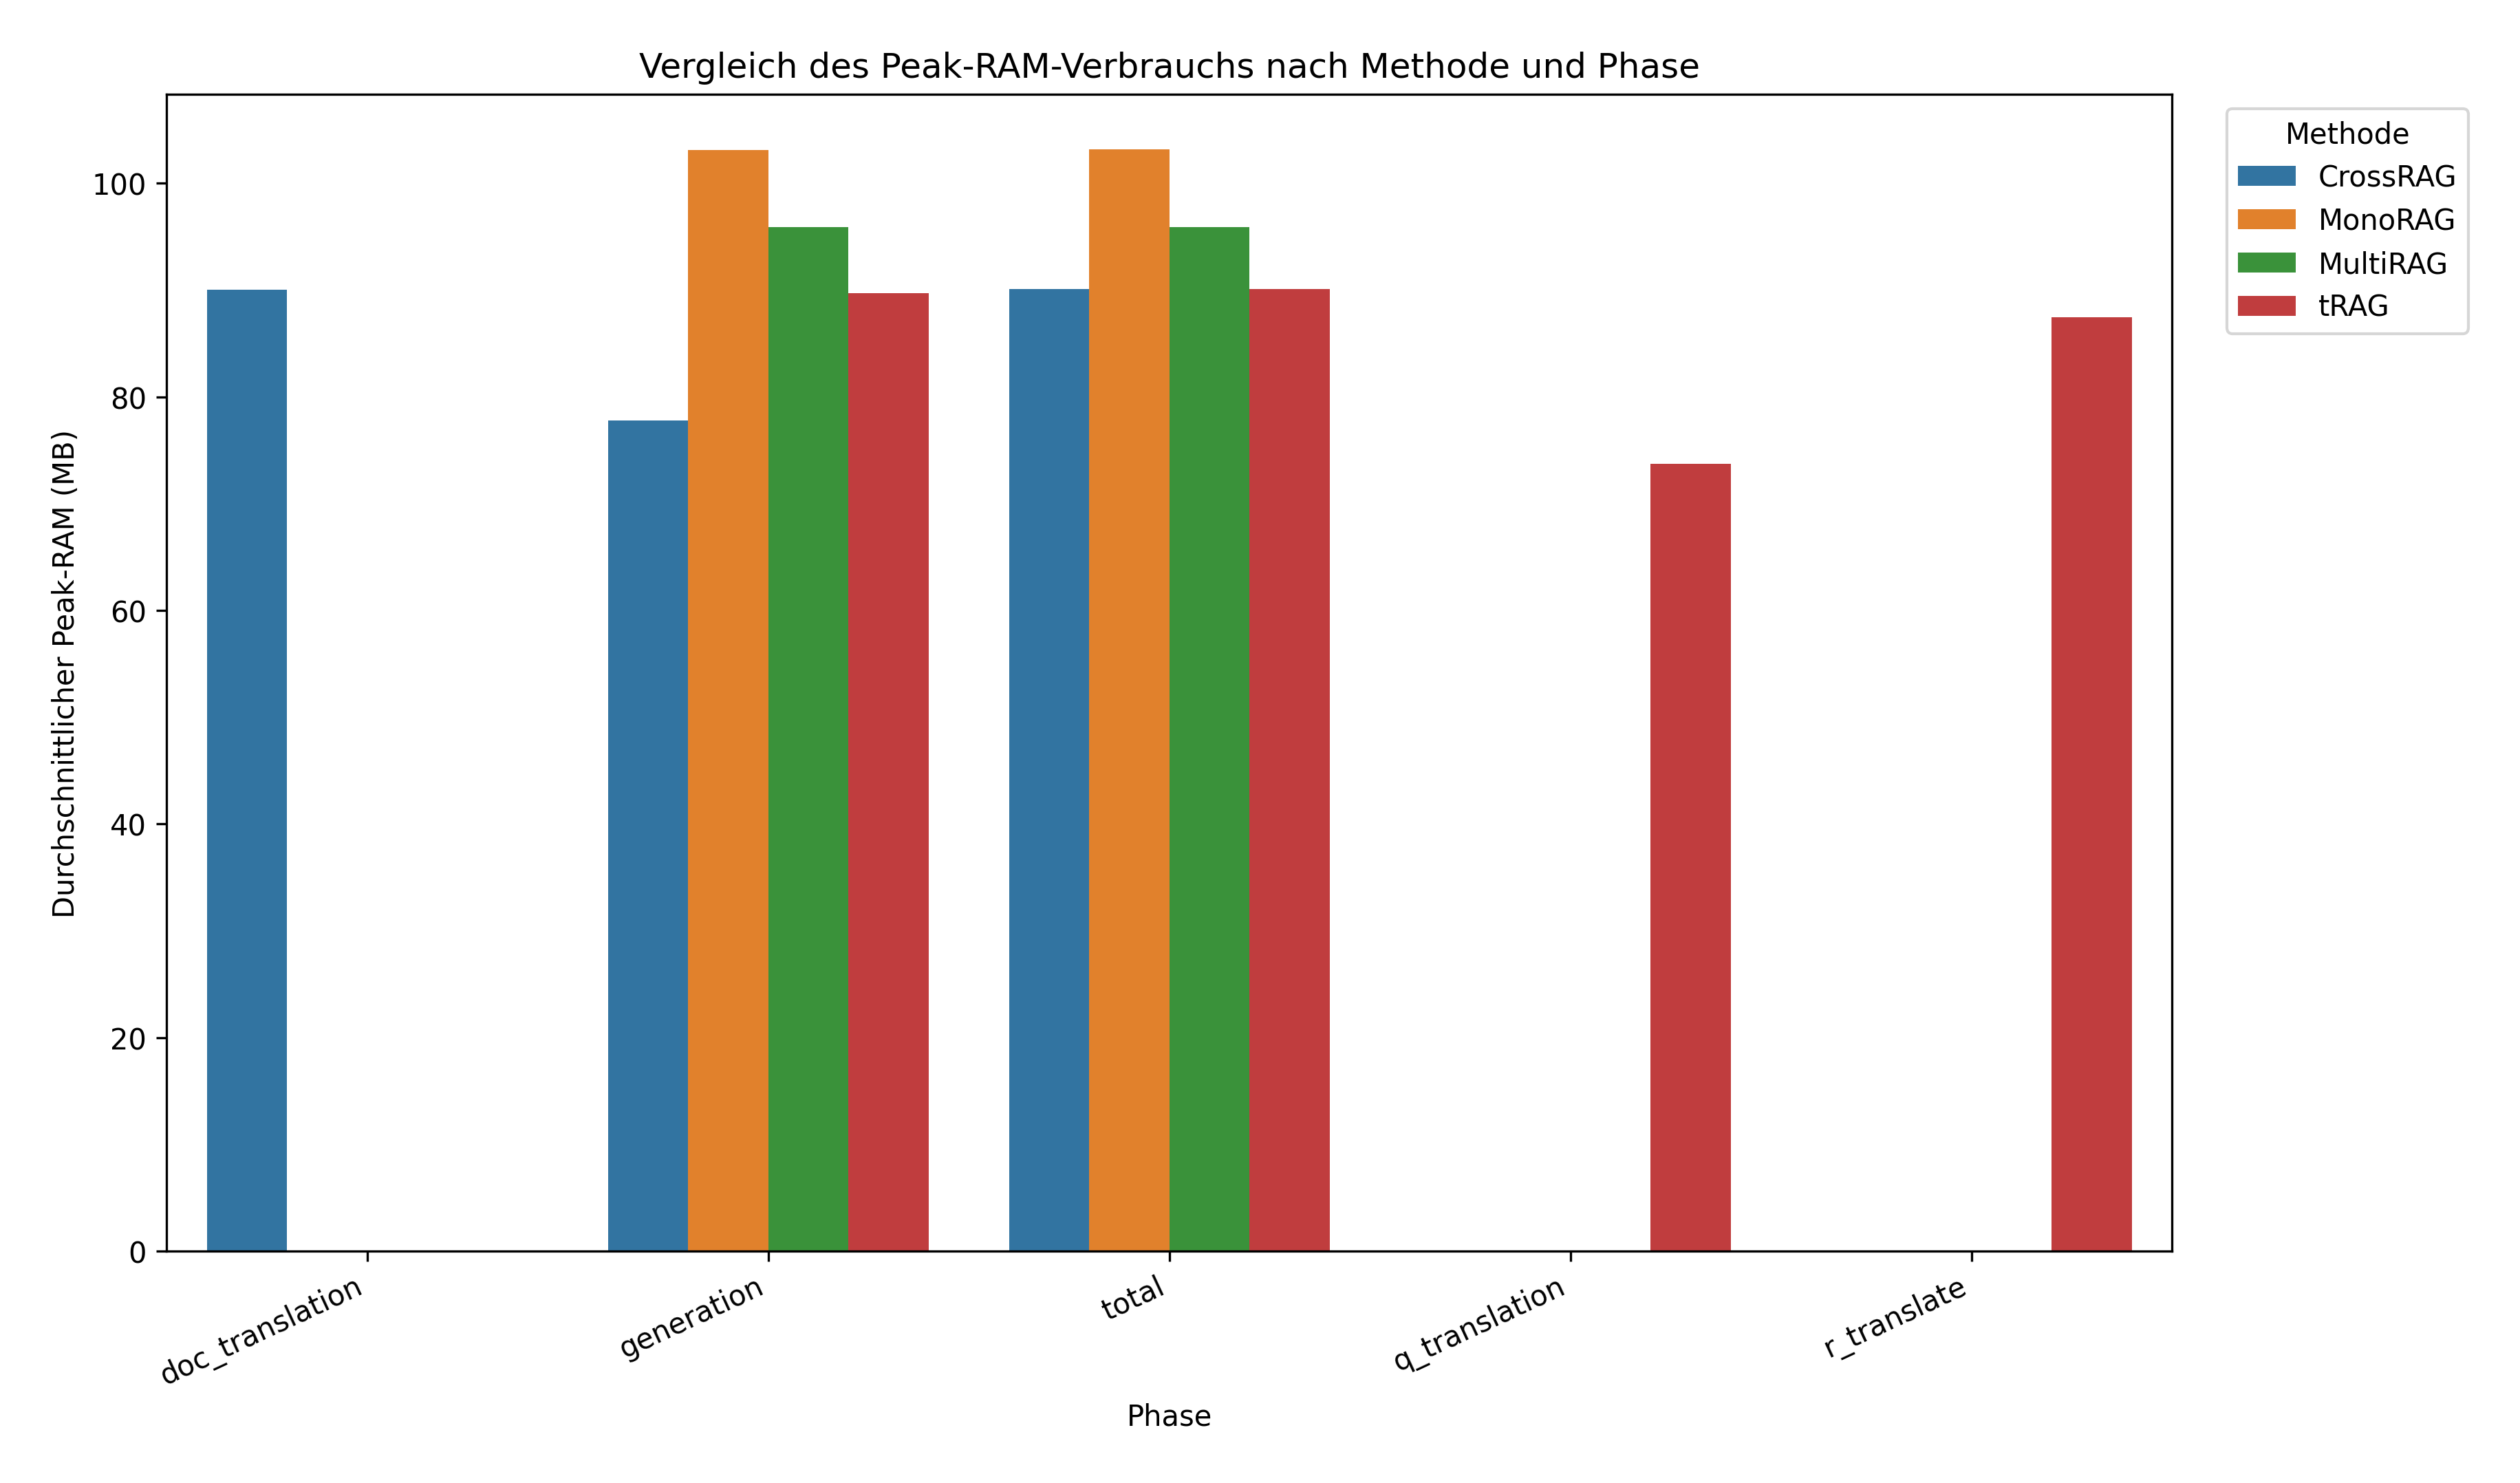 Vergleich des Peak-RAM-Verbrauchs nach Methode und Phase
Durchschnittlicher Peak-RAM (MB)
100
80
60
40
20
0
doc_translation
generation
total
q_translation
r_translate
Phase
Methode
CrossRAG
MonoRAG
MultiRAG
tRAG